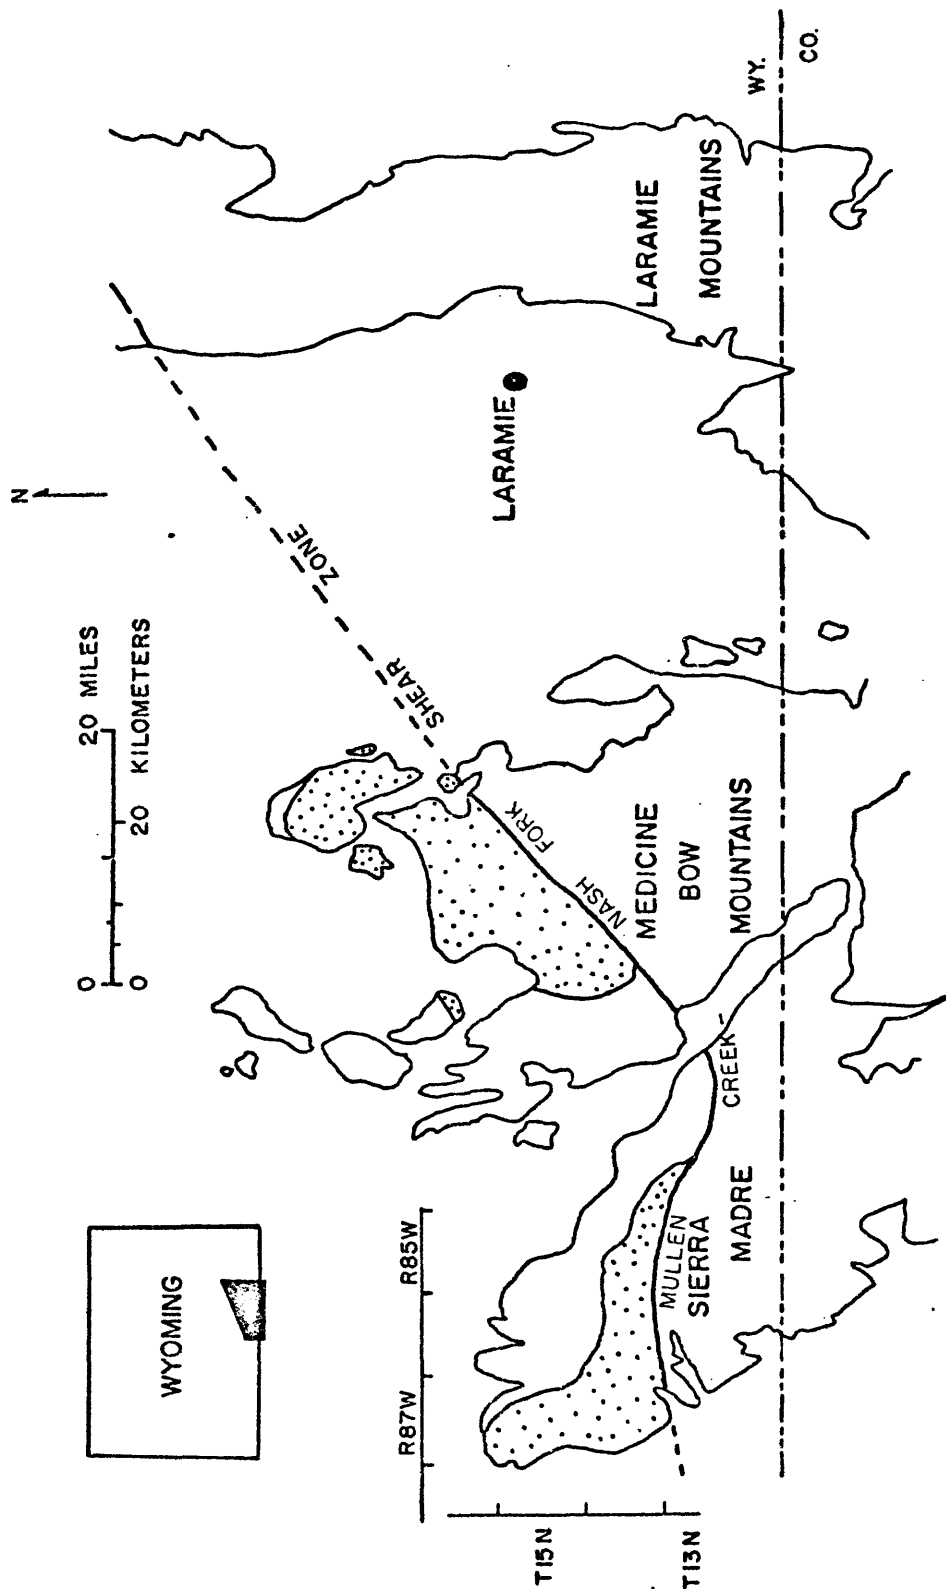 N
0 20 MILES
0 20 KILOMETERS
WYOMING
R87W R85W
T15N
T13N
MULLEN CREEK - NASH FORK SHEAR ZONE
SIERRA
MADRE
MEDICINE
BOW
MOUNTAINS
LARAMIE
LARAMIE
MOUNTAINS
WY.
CO.